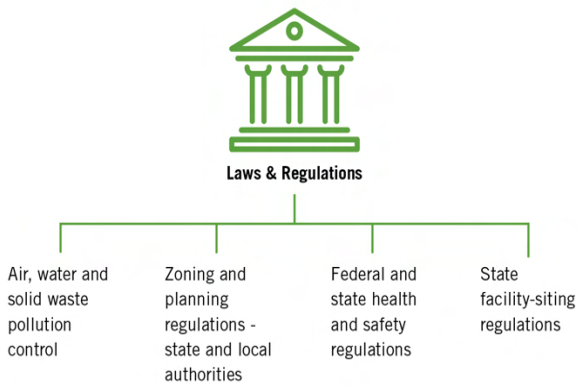 Laws & Regulations
Air, water and
solid waste
pollution
control
Zoning and
planning
regulations -
state and local
authorities
Federal and
state health
and safety
regulations
State
facility-siting
regulations